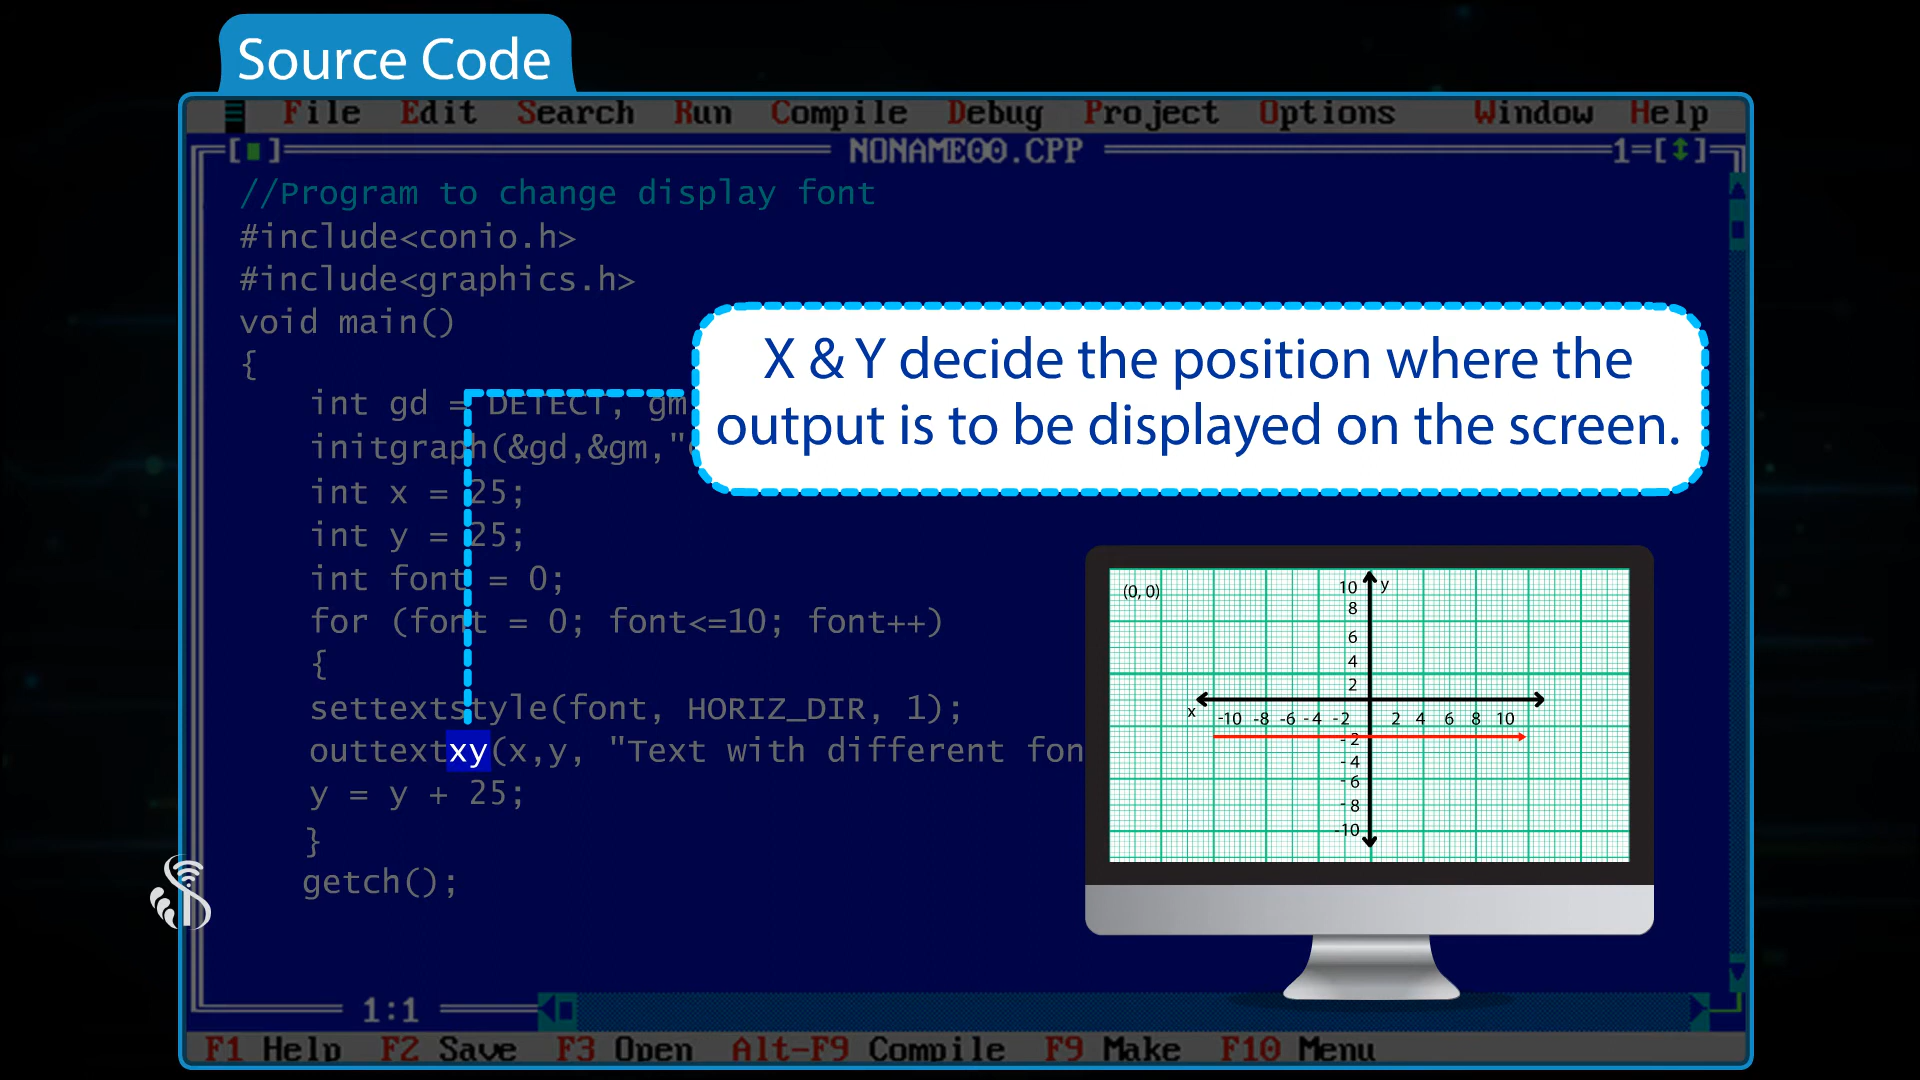 Source Code
File Edit Search Run Compile Debug Project Options Window Help
NONAME00.CPP
1
//Program to change display font
#include<conio.h>
#include<graphics.h>
void main()
{
int gd = DETECT, gm
initgraph(&gd,&gm,"
int x = 25;
int y = 25;
int font = 0;
for (font = 0; font<=10; font++)
{
settextstyle(font, HORIZ_DIR, 1);
outtextxy(x,y, "Text with different fon
y = y + 25;
}
getch();
X & Y decide the position where the
output is to be displayed on the screen.
(0, 0)
y
10
8
6
4
2
x
-10 -8 -6 -4 -2 2 4 6 8 10
-2
-4
-6
-8
-10
1:1
F1 Help F2 Save F3 Open Alt-F9 Compile F9 Make F10 Menu